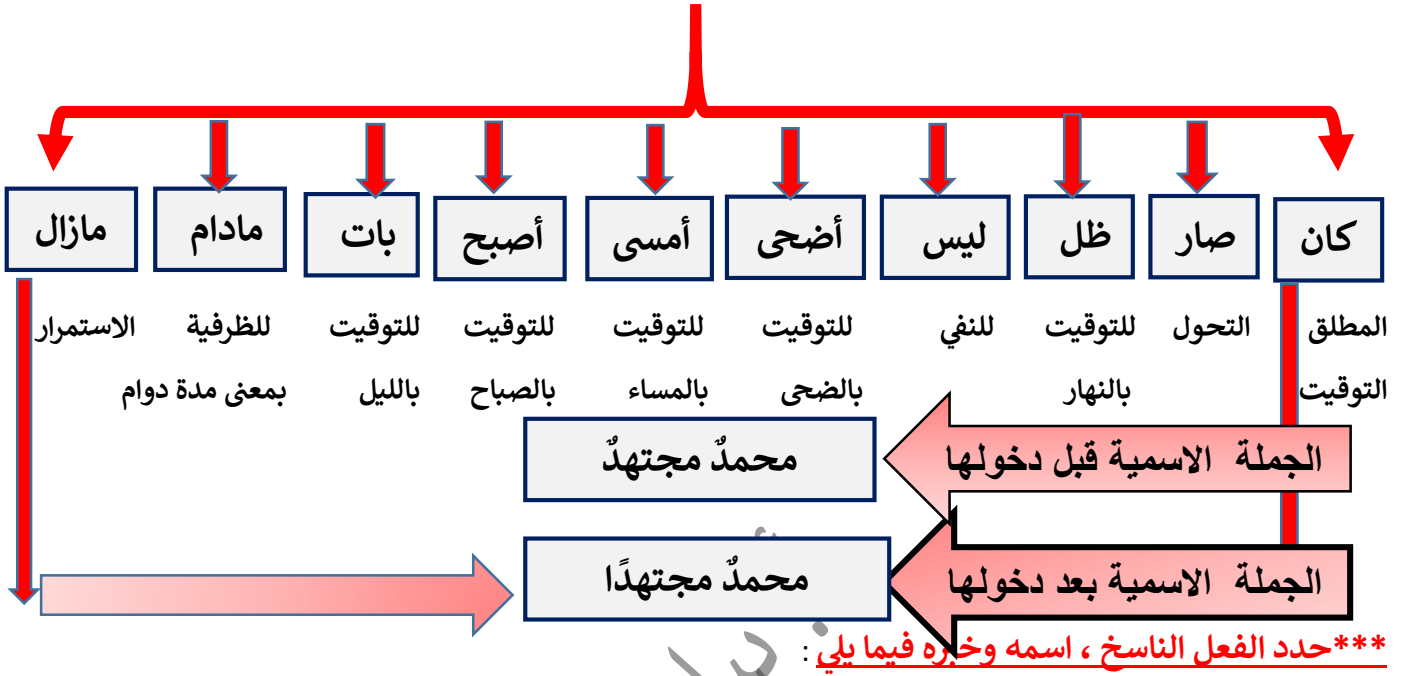 كان صار ظل ليس أضحى أمسى أصبح بات مادام مازال
المطلق التحول للتوقيت للنفي للتوقيت للتوقيت للتوقيت للتوقيت للظرفية الاستمرار
التوقيت بالنهار بالضحى بالمساء بالصباح بالليل بمعنى مدة دوام
الجملة الاسمية قبل دخولها محمدٌ مجتهدٌ
الجملة الاسمية بعد دخولها محمدٌ مجتهدًا
***حدد الفعل الناسخ ، اسمه وخبره فيما يلي :